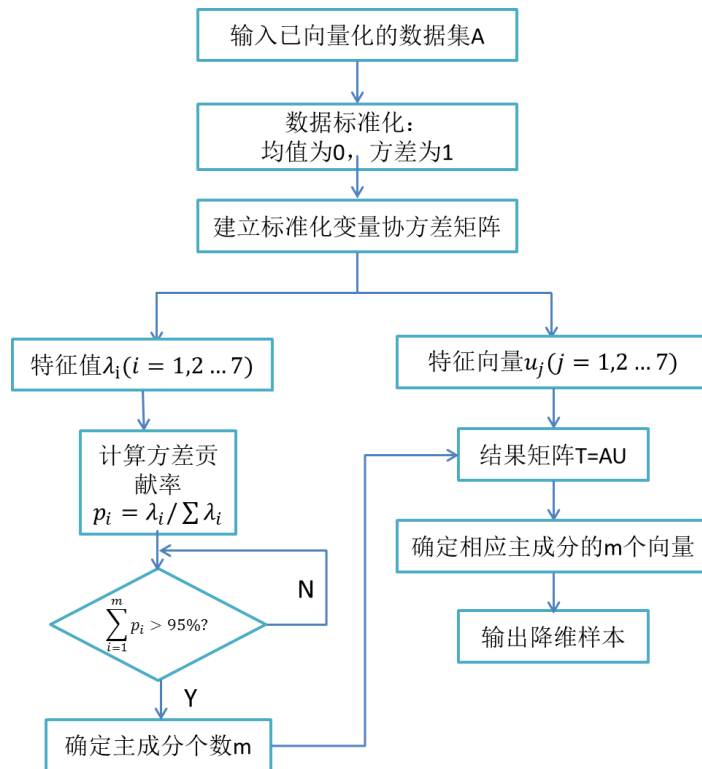 输入已向量化的数据集A
数据标准化：
均值为0，方差为1
建立标准化变量协方差矩阵
特征值λᵢ(i = 1,2 … 7)
计算方差贡
献率
pᵢ = λᵢ/∑ λᵢ
N
∑ᵢ₌₁ᵐ pᵢ > 95%?
Y
确定主成分个数m
特征向量uⱼ(j = 1,2 … 7)
结果矩阵T=AU
确定相应主成分的m个向量
输出降维样本